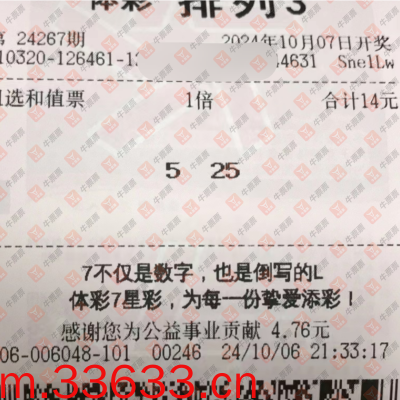 体彩 排列3
第 24267期 2024年10月07日开奖
10320-126461-1 44631 SnelLw
组选和值票 1倍 合计14元
5 25
7不仅是数字，也是倒写的L
体彩7星彩，为每一份挚爱添彩！
感谢您为公益事业贡献 4.76元
06-006048-101 00246 24/10/06 21:33:17
m.33633.cn